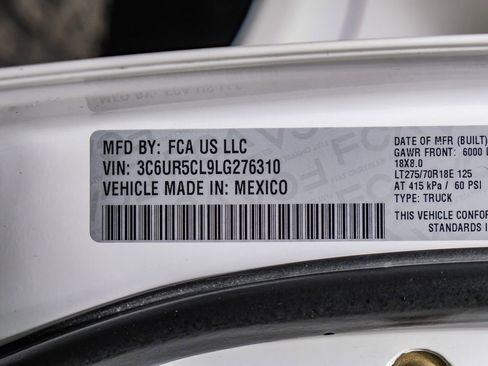 MFD BY: FCA US LLC
VIN: 3C6UR5CL9LG276310
VEHICLE MADE IN: MEXICO
DATE OF MFR (BUILT)
GAWR FRONT: 6000
18X8.0
LT275/70R18E 125
AT 415 kPa / 60 PSI
TYPE: TRUCK
THIS VEHICLE CONFOR
STANDARDS I